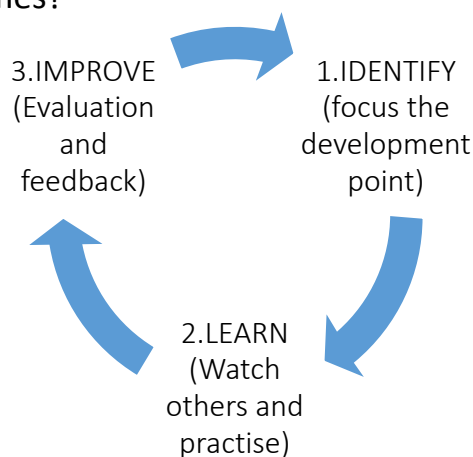 1.IDENTIFY
(focus the
development
point)
2.LEARN
(Watch
others and
practise)
3.IMPROVE
(Evaluation
and
feedback)